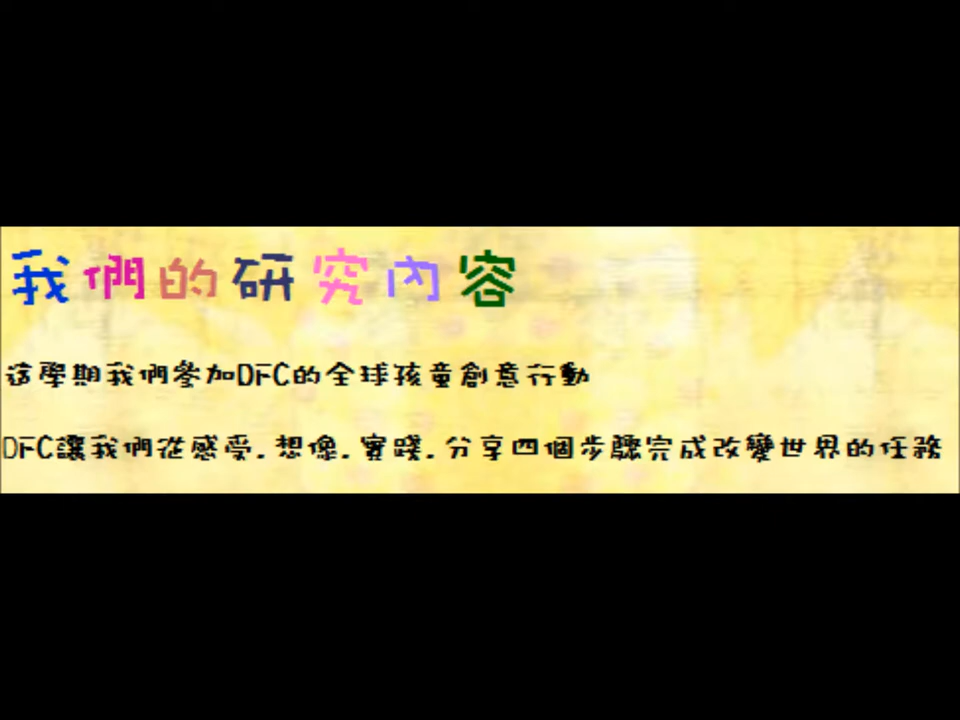 我們的研究內容
這學期我們參加DFC的全球孩童創意行動
DFC讓我們從感受.想像.實踐.分享四個步驟完成改變世界的任務